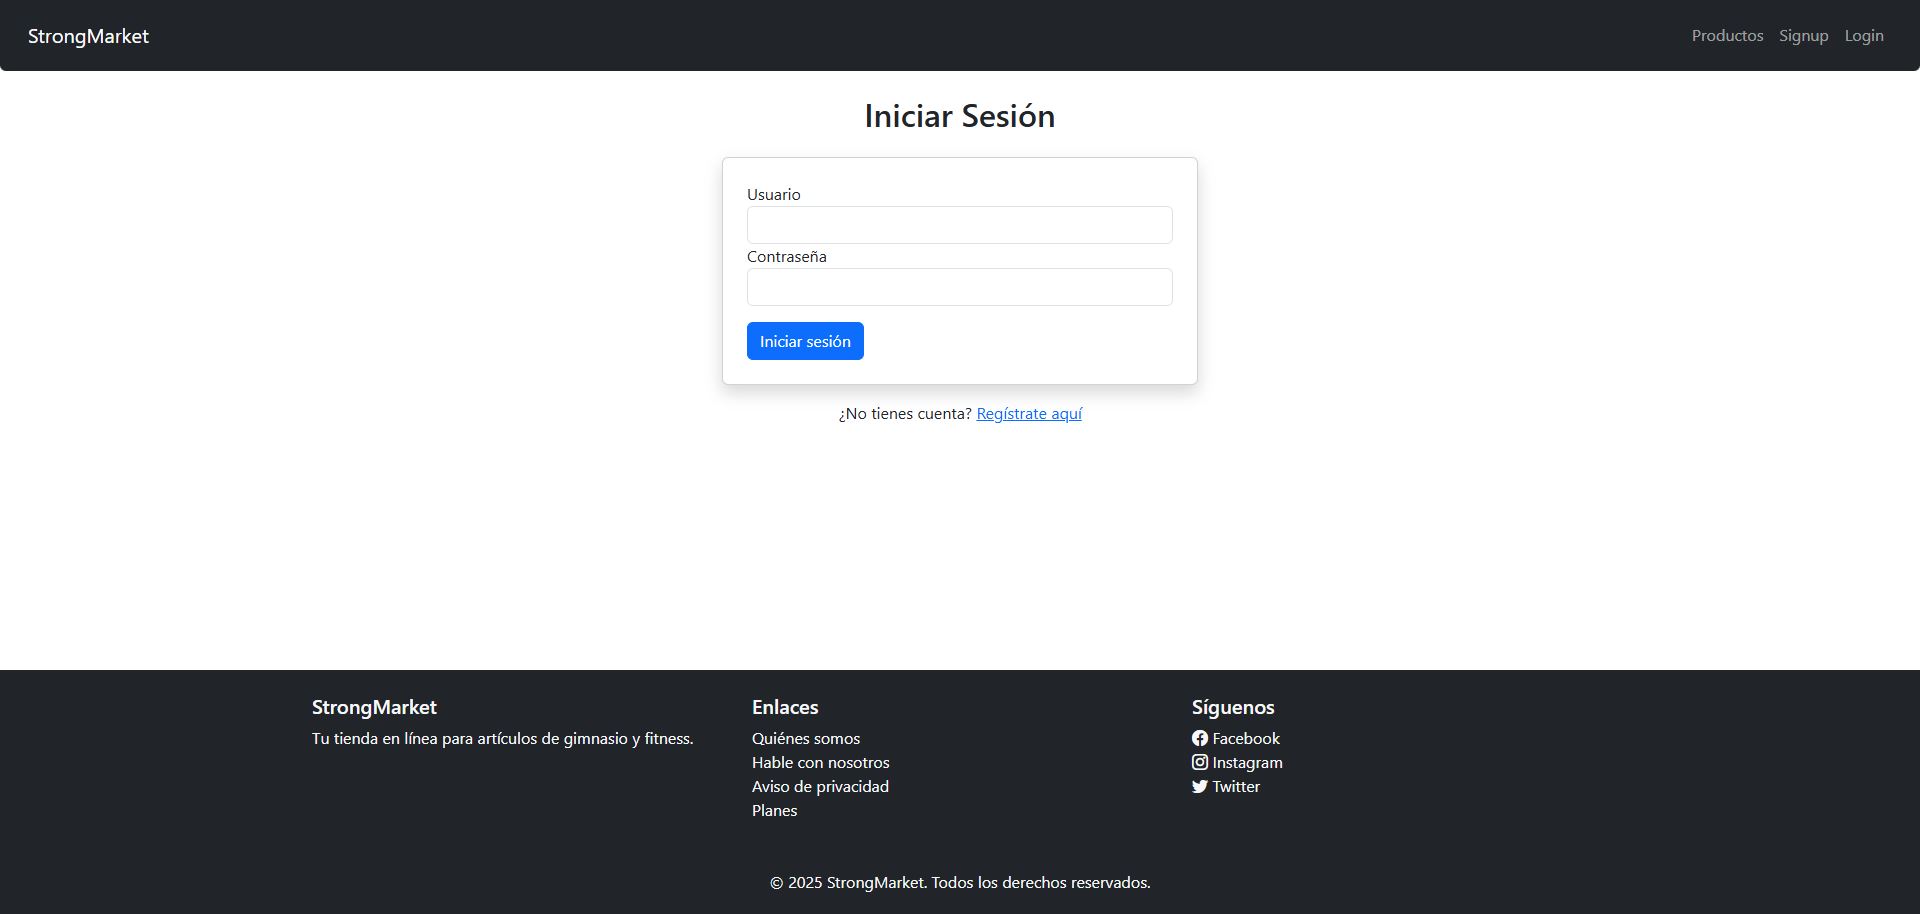 StrongMarket
Productos Signup Login
Iniciar Sesión
Usuario
Contraseña
Iniciar sesión
¿No tienes cuenta? Regístrate aquí
StrongMarket
Tu tienda en línea para artículos de gimnasio y fitness.
Enlaces
Quiénes somos
Hable con nosotros
Aviso de privacidad
Planes
Síguenos
Facebook
Instagram
Twitter
© 2025 StrongMarket. Todos los derechos reservados.